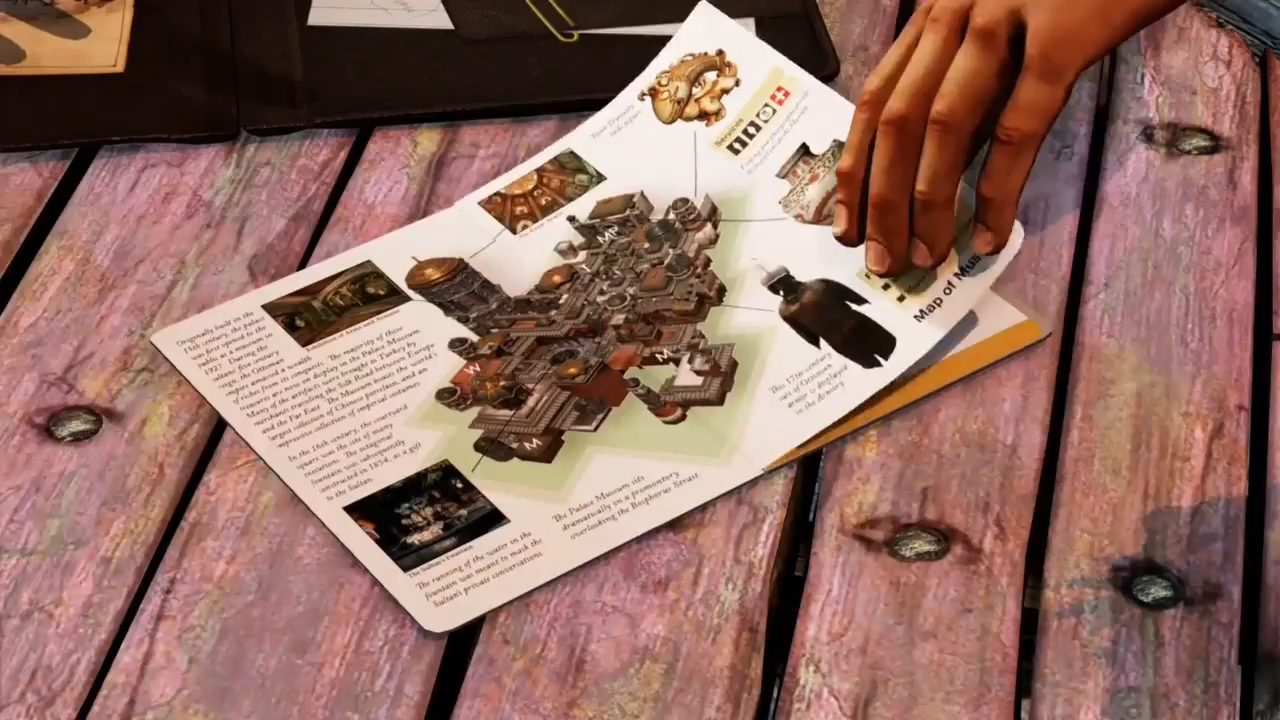 Originally built in the
15th century, the palace
was first opened to the
public as a museum in
1927. During the
sultans' five century
reign, the Ottoman
empire amassed a wealth
of riches from its conquests. The majority of these
treasures are now on display in the Palace Museum.
Many of the artifacts were brought to Turkey by
merchants traveling the Silk Road between Europe
and the Far East. The Museum boasts the world's
largest collection of Chinese porcelain, and an
impressive collection of imperial costumes.
In the 16th century, the courtyard
square was the site of many
executions. The octagonal
fountain was subsequently
constructed in 1854, as a gift
to the Sultan.
The Sultan's Fountain
The running of the water in the
fountain was meant to mask the
Sultan's private conversations.
The Palace Museum sits
dramatically on a promontory
overlooking the Bosphorus Strait
MP
M
W
M
Services
This 17th-century
suit of Ottoman
armor is displayed
in the Armory
Map of Mus